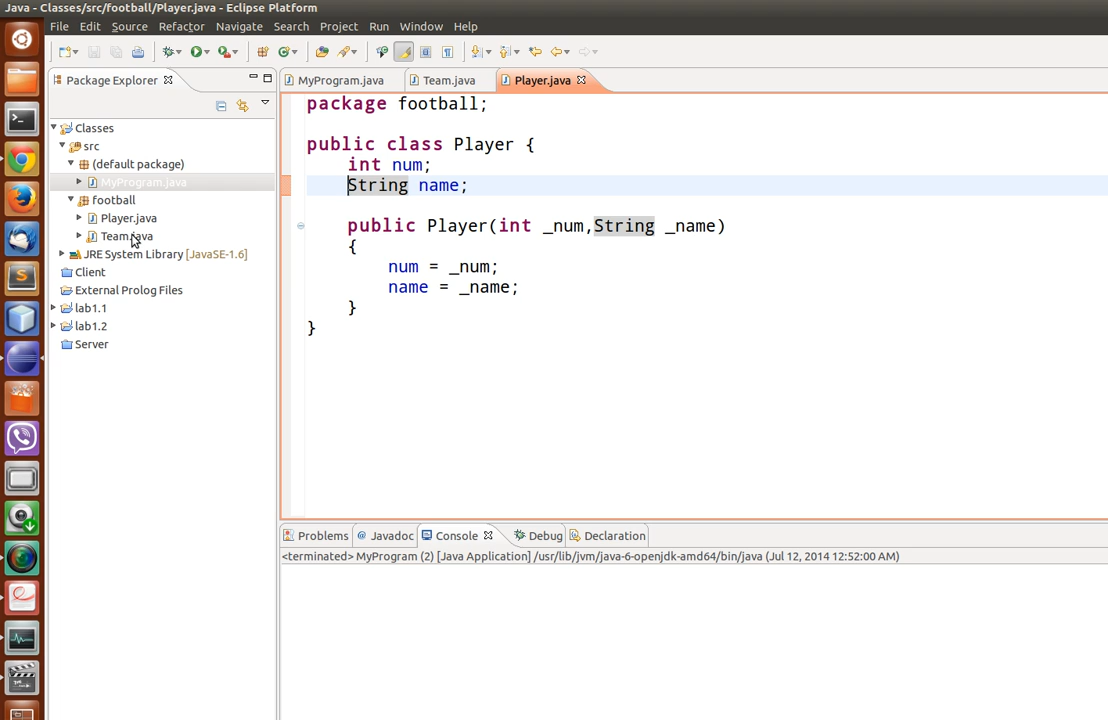 Java - Classes/src/football/Player.java - Eclipse Platform
File Edit Source Refactor Navigate Search Project Run Window Help
Package Explorer
Classes
src
(default package)
MyProgram.java
football
Player.java
Team.java
JRE System Library [JavaSE-1.6]
Client
External Prolog Files
lab1.1
lab1.2
Server
MyProgram.java Team.java Player.java
package football;
public class Player {
int num;
String name;
public Player(int _num,String _name)
{
num = _num;
name = _name;
}
}
Problems Javadoc Console Debug Declaration
<terminated> MyProgram (2) [Java Application] /usr/lib/jvm/java-6-openjdk-amd64/bin/java (Jul 12, 2014 12:52:00 AM)